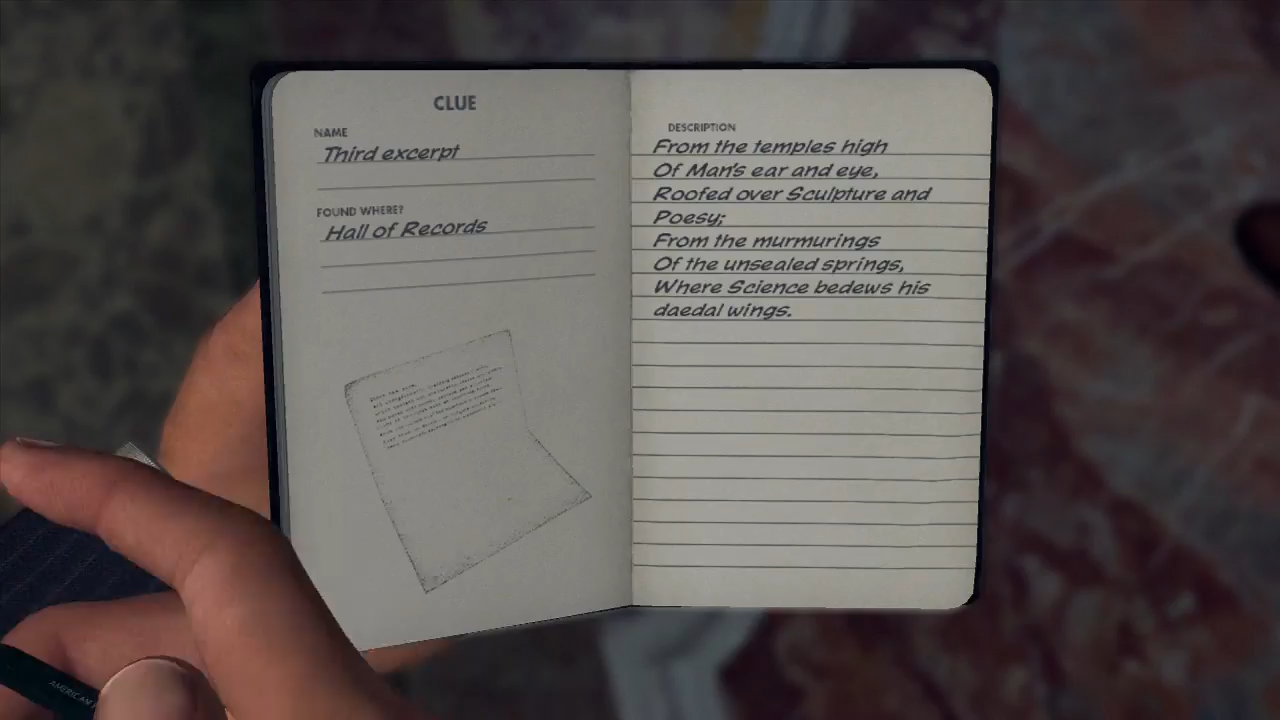 CLUE
NAME
Third excerpt
FOUND WHERE?
Hall of Records
DESCRIPTION
From the temples high
Of Man's ear and eye,
Roofed over Sculpture and
Poesy;
From the murmurings
Of the unsealed springs,
Where Science bedews his
daedal wings.
AMERICAN